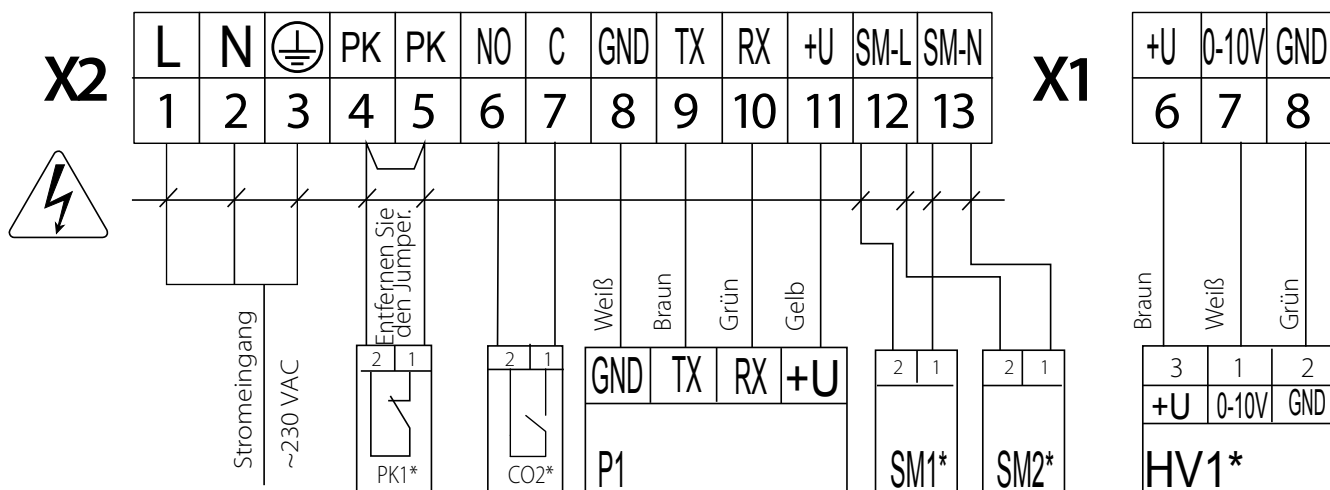 X2
L N PK PK NO C GND TX RX +U SM-L SM-N
1 2 3 4 5 6 7 8 9 10 11 12 13
X1
+U 0-10V GND
6 7 8
Stromeingang
~230 VAC
Entfernen Sie
den Jumper.
2 1
PK1*
2 1
CO2*
Weiß
Braun
Grün
Gelb
GND TX RX +U
P1
2 1
SM1*
2 1
SM2*
Braun
Weiß
Grün
3 1 2
+U 0-10V GND
HV1*